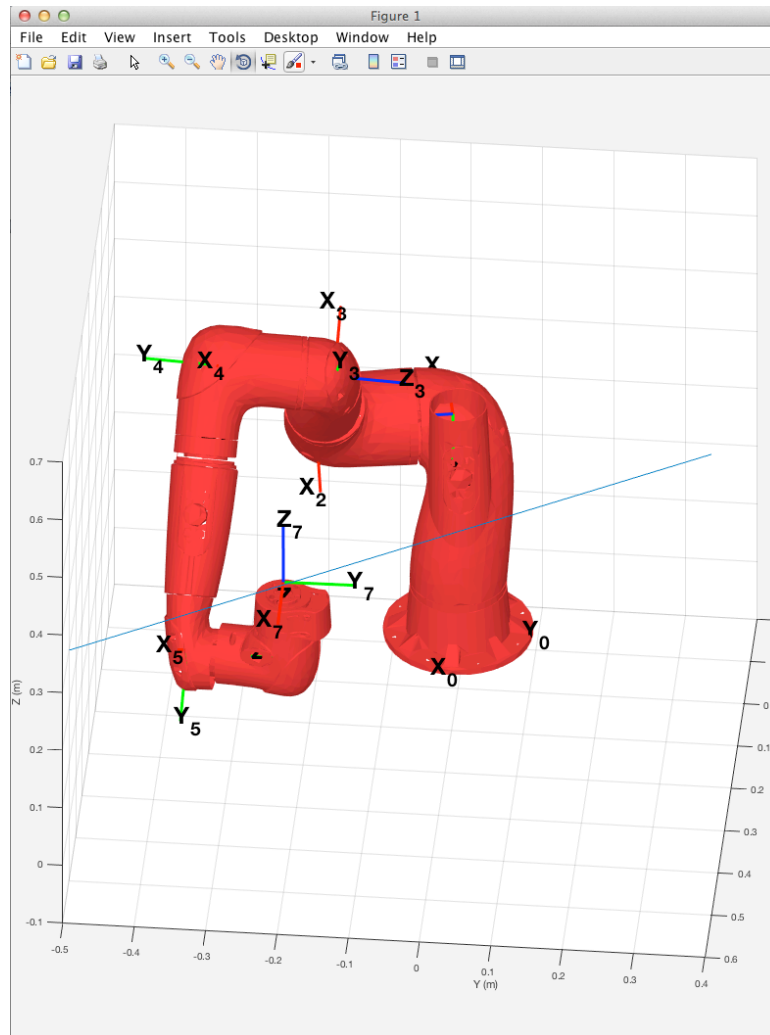 Figure 1
File Edit View Insert Tools Desktop Window Help
X3
Y4
X4
Y3
Z3
X
X2
Z7
Y7
X7
Y0
X5
X0
Y5
0.7
0.6
0.5
0.4
0.3
0.2
0.1
0
-0.1
Z (m)
-0.5
-0.4
-0.3
-0.2
-0.1
0
0.1
0.2
0.3
0.4
Y (m)
0
0.1
0.2
0.3
0.4
0.5
0.6